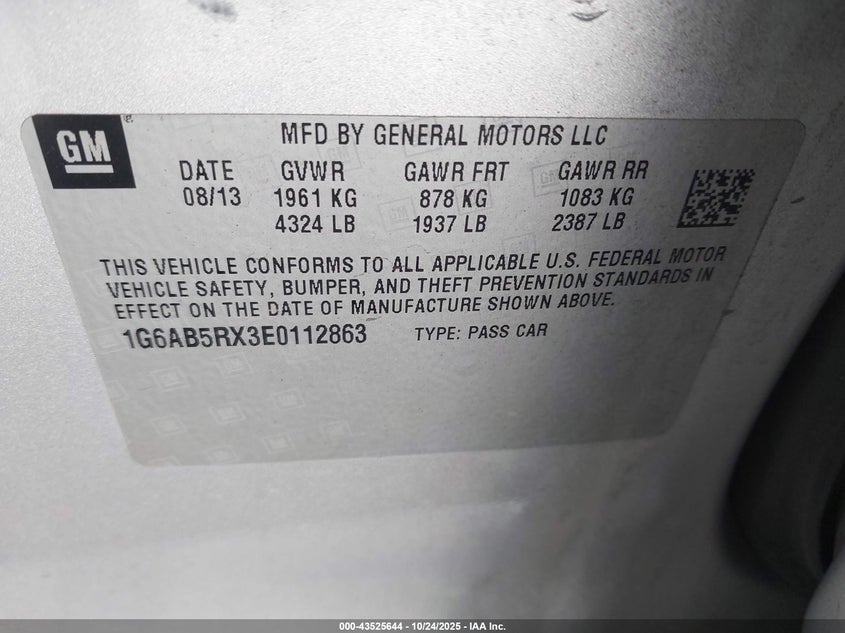 GM
MFD BY GENERAL MOTORS LLC
DATE GVWR GAWR FRT GAWR RR
08/13 1961 KG 878 KG 1083 KG
4324 LB 1937 LB 2387 LB
THIS VEHICLE CONFORMS TO ALL APPLICABLE U.S. FEDERAL MOTOR
VEHICLE SAFETY, BUMPER, AND THEFT PREVENTION STANDARDS IN
EFFECT ON THE DATE OF MANUFACTURE SHOWN ABOVE.
1G6AB5RX3E0112863 TYPE: PASS CAR
000-43525644 - 10/24/2025 - IAA Inc.